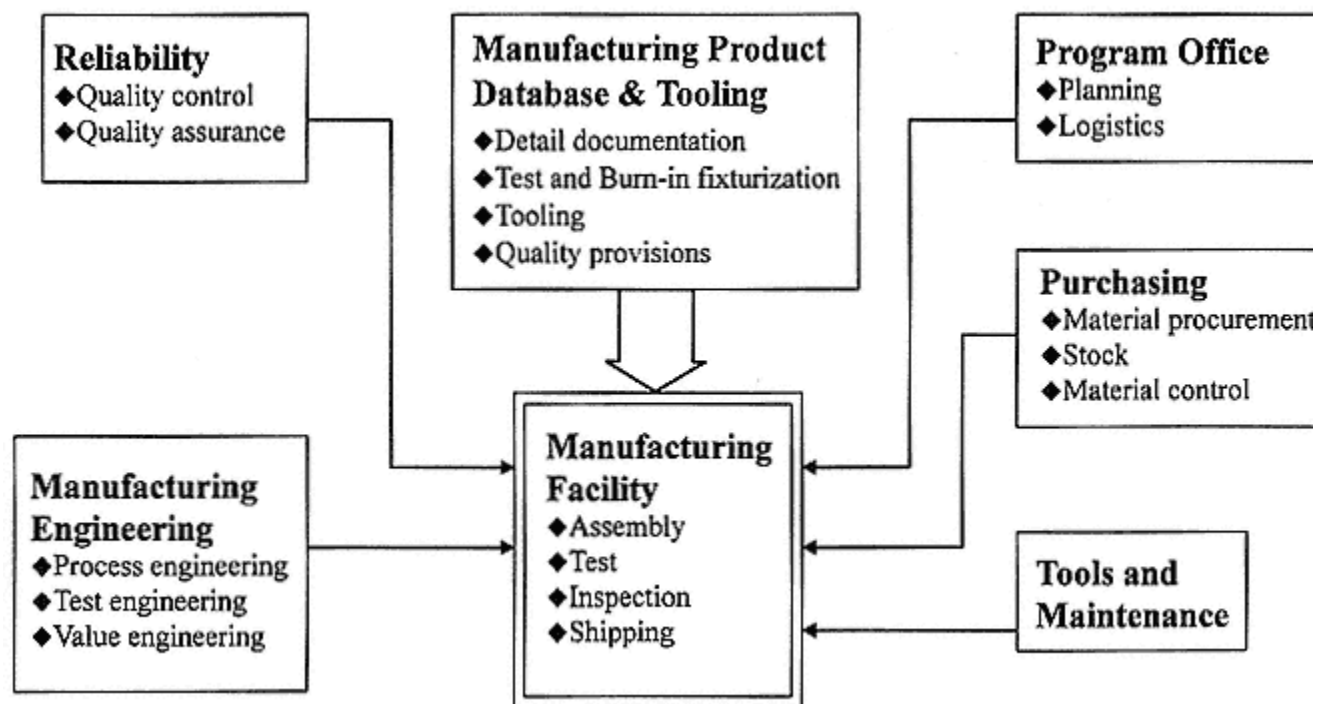 Reliability
◆Quality control
◆Quality assurance
Manufacturing Product
Database & Tooling
◆Detail documentation
◆Test and Burn-in fixturization
◆Tooling
◆Quality provisions
Program Office
◆Planning
◆Logistics
Purchasing
◆Material procurement
◆Stock
◆Material control
Manufacturing
Engineering
◆Process engineering
◆Test engineering
◆Value engineering
Manufacturing
Facility
◆Assembly
◆Test
◆Inspection
◆Shipping
Tools and
Maintenance